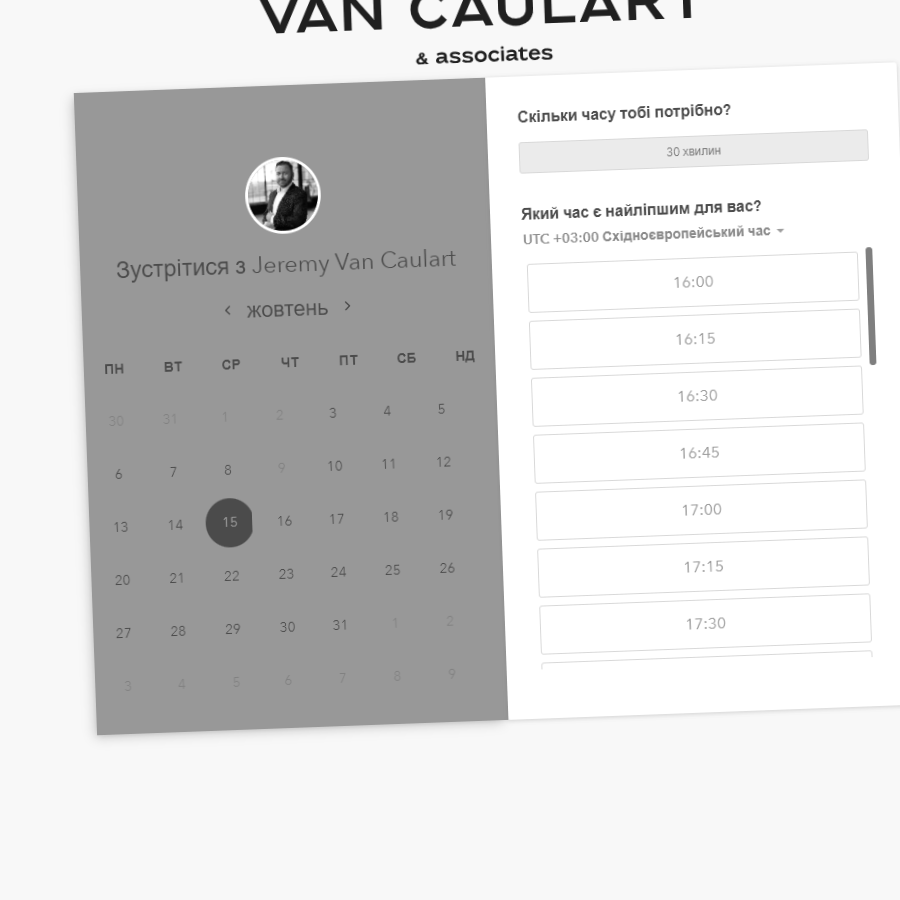 VAN CAULART
& associates
Зустрітися з Jeremy Van Caulart
жовтень
ПН ВТ СР ЧТ ПТ СБ НД
30 31 1 2 3 4 5
6 7 8 9 10 11 12
13 14 15 16 17 18 19
20 21 22 23 24 25 26
27 28 29 30 31 1 2
3 4 5 6 7 8 9
Скільки часу тобі потрібно?
30 хвилин
Який час є найліпшим для вас?
UTC +03:00 Східноєвропейський час
16:00
16:15
16:30
16:45
17:00
17:15
17:30